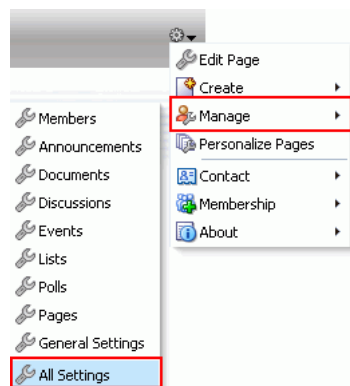 Edit Page
Create
Manage
Personalize Pages
Contact
Membership
About
Members
Announcements
Documents
Discussions
Events
Lists
Polls
Pages
General Settings
All Settings